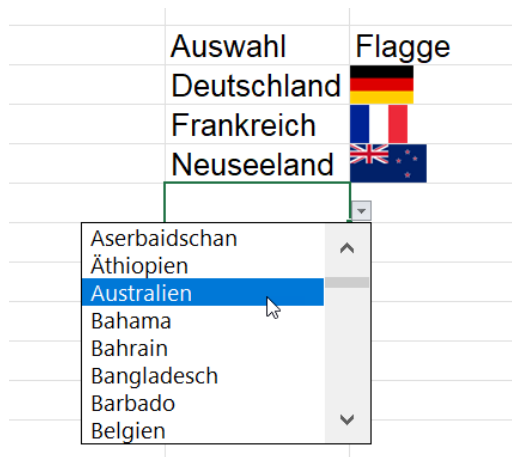 Auswahl Flagge
Deutschland
Frankreich
Neuseeland
Aserbaidschan
Äthiopien
Australien
Bahama
Bahrain
Bangladesch
Barbado
Belgien